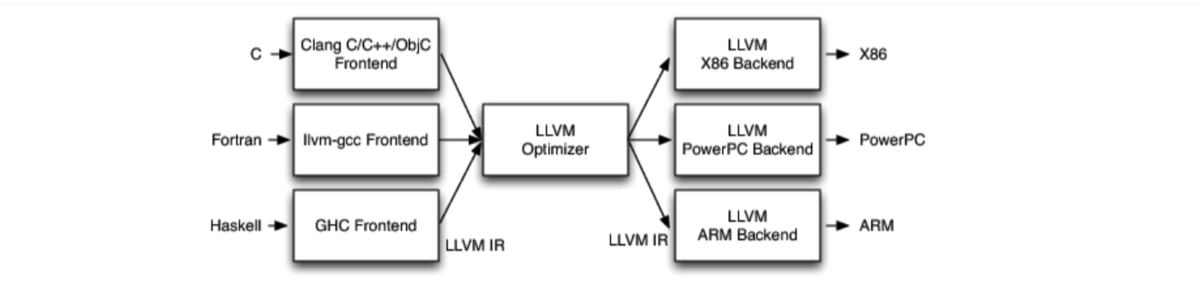 C
Clang C/C++/ObjC
Frontend
LLVM
X86 Backend
X86
Fortran
llvm-gcc Frontend
LLVM
Optimizer
LLVM
PowerPC Backend
PowerPC
Haskell
GHC Frontend
LLVM IR
LLVM IR
LLVM
ARM Backend
ARM